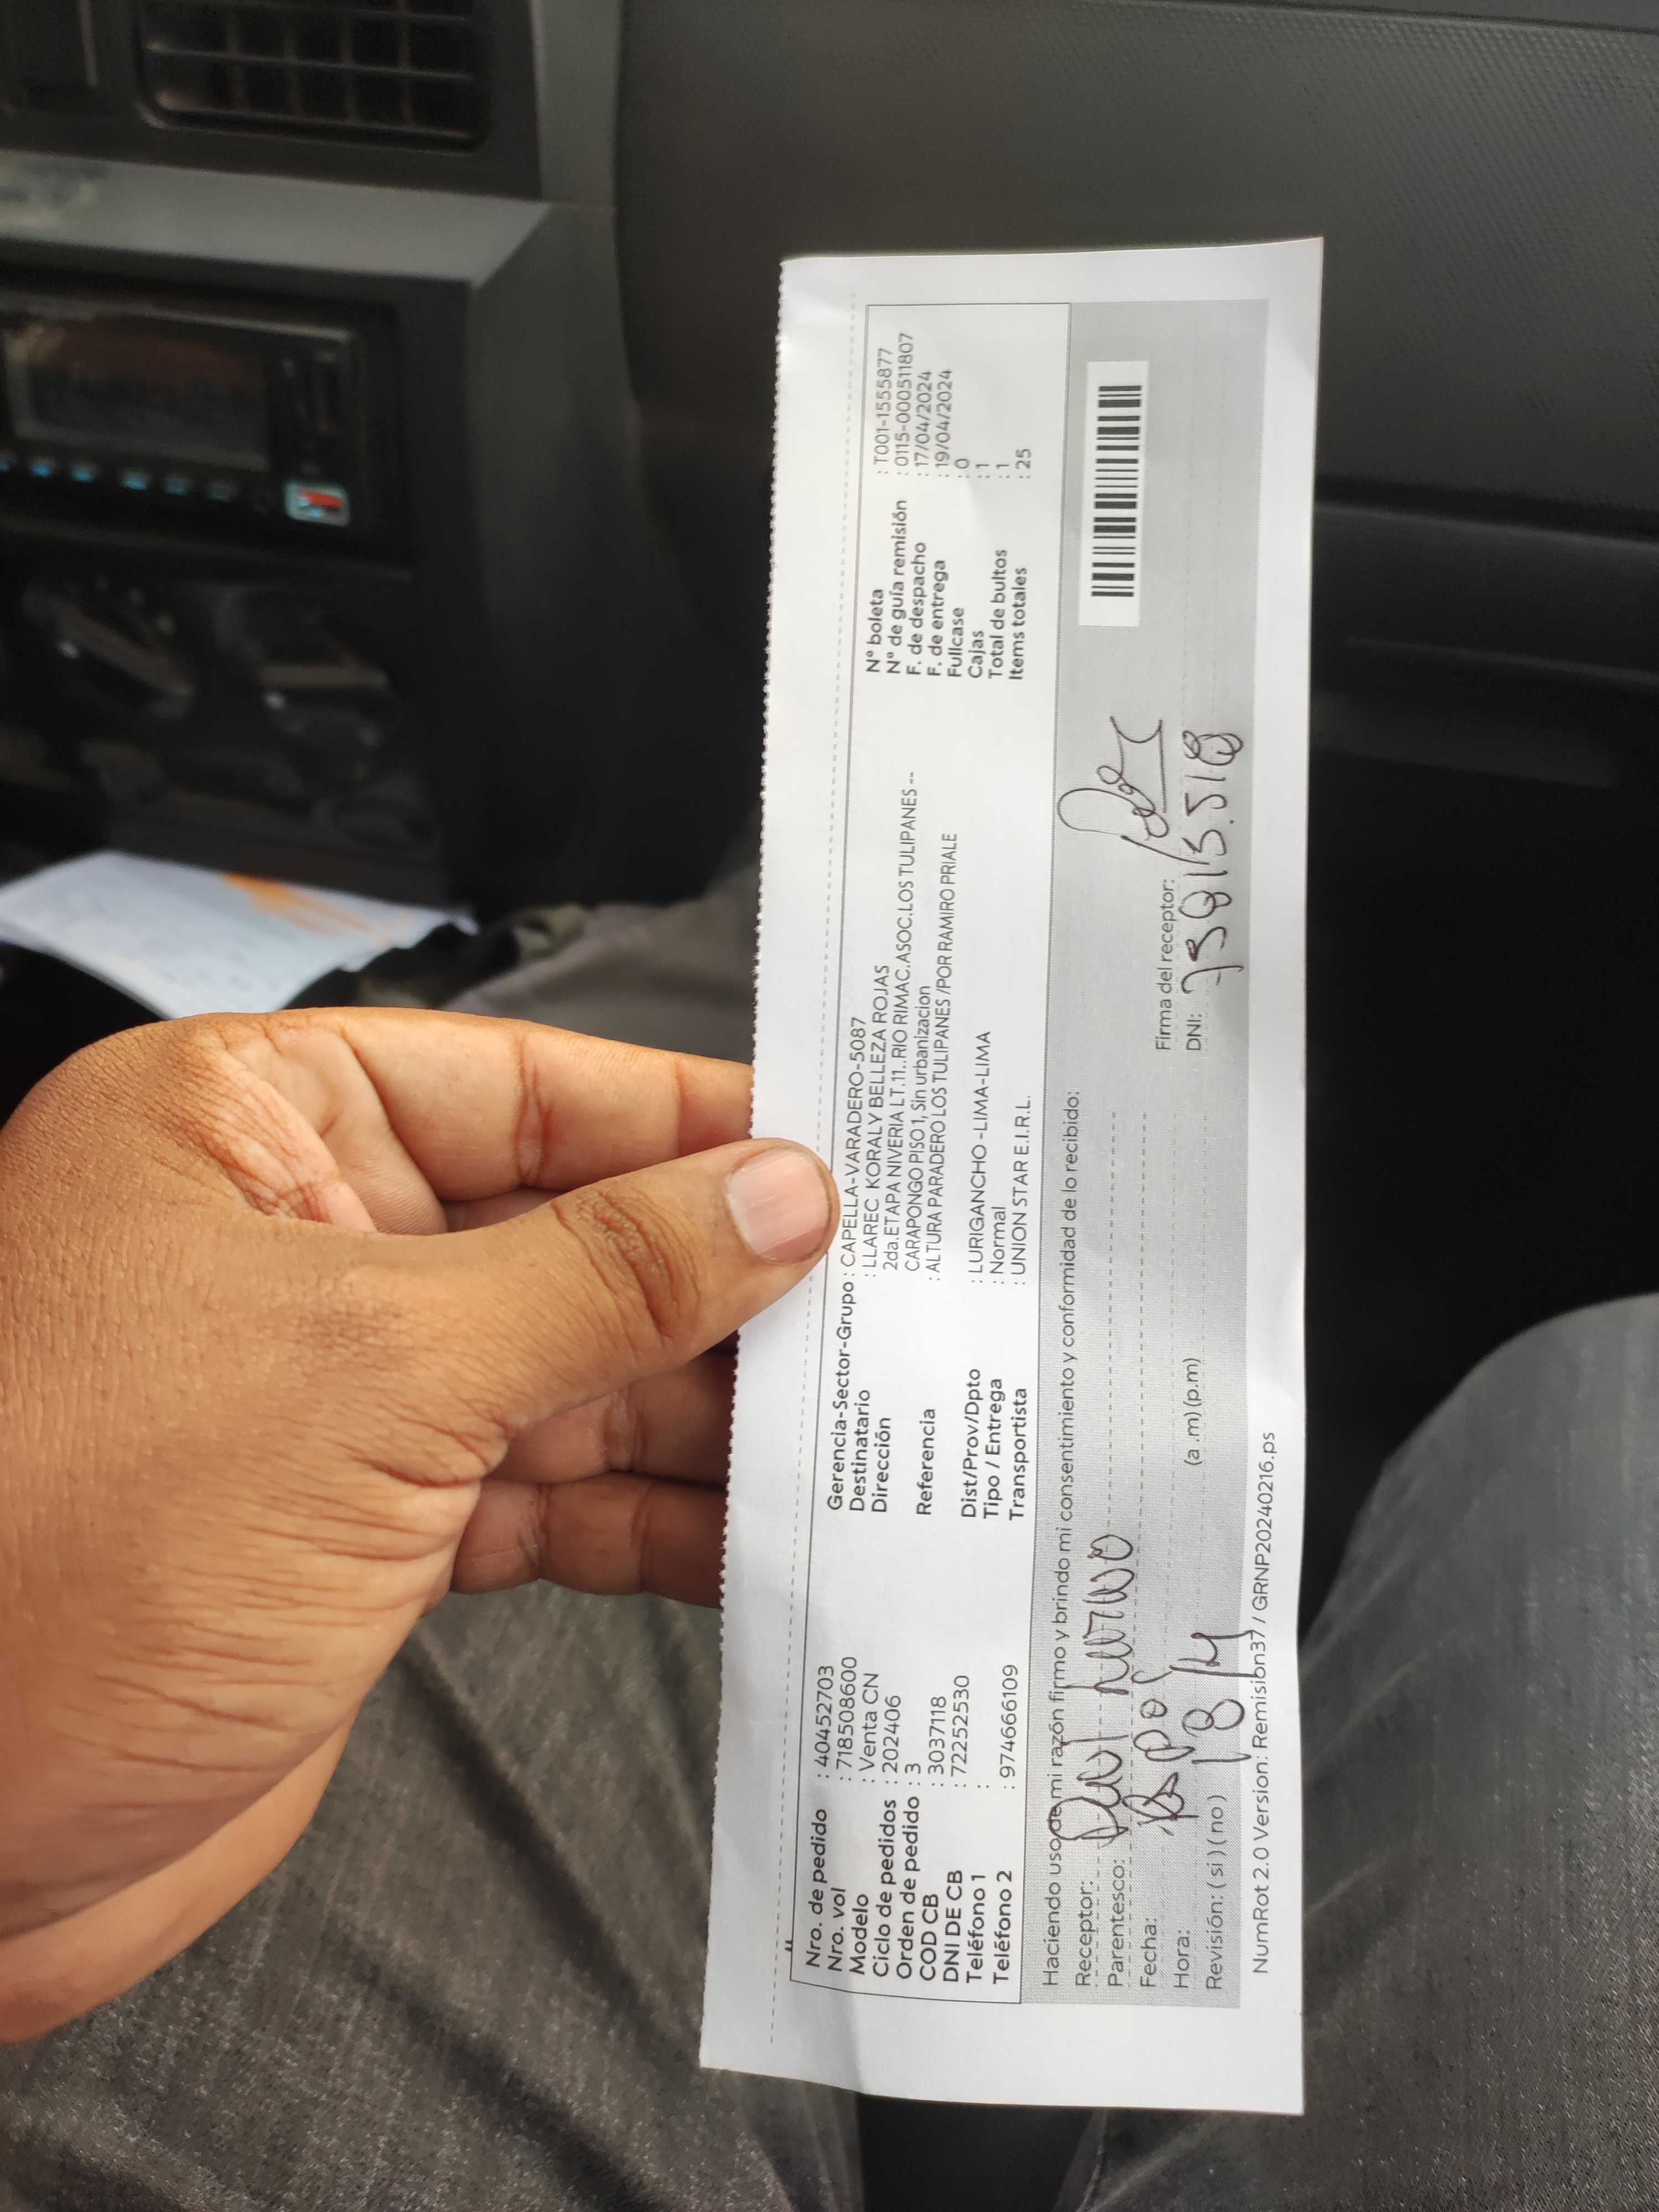 Nro. de pedido : 40452703
Nro. vol : 718508600
Modelo : Venta CN
Ciclo de pedidos : 202406
Orden de pedido : 3
COD CB : 3037118
DNI DE CB : 72252530
Teléfono 1 :
Teléfono 2 : 974666109
Gerencia-Sector-Grupo : CAPELLA-VARADERO-5087
Destinatario : LLAREC KORALY BELLEZA ROJAS
Dirección 2da.ETAPA NIVERIA LT.11..RIO RIMAC.ASOC.LOS TULIPANES --
CARAPONGO PISO 1, Sin urbanizacion
Referencia : ALTURA PARADERO LOS TULIPANES /POR RAMIRO PRIALE
Dist/Prov/Dpto : LURIGANCHO -LIMA-LIMA
Tipo / Entrega : Normal
Transportista : UNION STAR E.I.R.L.
N° boleta : T001-1555877
N° de guía remisión : 0115-000511807
F. de despacho : 17/04/2024
F. de entrega : 19/04/2024
Fullcase : 0
Cajas : 1
Total de bultos : 1
Items totales : 25
Haciendo uso de mi razón firmo y brindo mi consentimiento y conformidad de lo recibido:
Receptor:
Parentesco:
Fecha: 18/4
Hora: (a .m) (p.m)
Revisión: ( si ) ( no )
Firma del receptor:
DNI:
NumRot 2.0 Version: Remision37 / GRNP20240216.ps